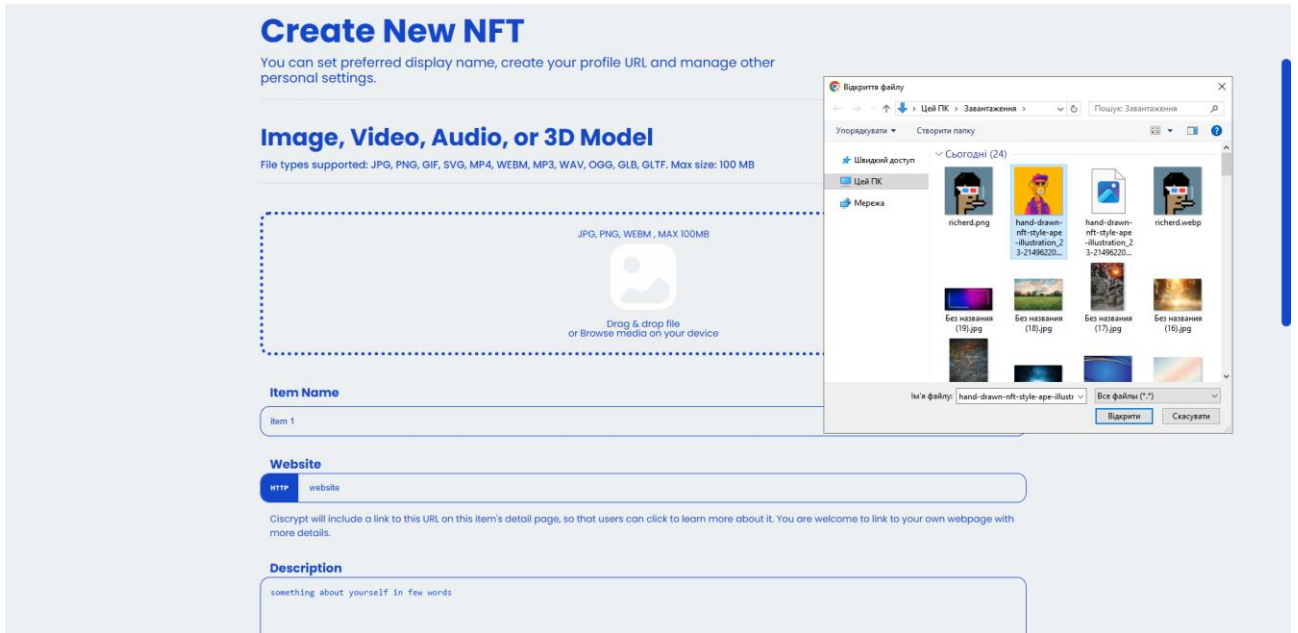 Create New NFT
You can set preferred display name, create your profile URL and manage other
personal settings.
Image, Video, Audio, or 3D Model
File types supported: JPG, PNG, GIF, SVG, MP4, WEBM, MP3, WAV, OGG, GLB, GLTF. Max size: 100 MB
JPG, PNG, WEBM , MAX 100MB
Drag & drop file
or Browse media on your device
Item Name
item 1
Website
HTTP website
Ciscrypt will include a link to this URL on this item's detail page, so that users can click to learn more about it. You are welcome to link to your own webpage with
more details.
Description
something about yourself in few words
Відкриття файлу
Цей ПК > Завантаження >
Пошук: Завантаження
Упорядкувати Створити папку
Швидкий доступ
Цей ПК
Мережа
Сьогодні (24)
richerd.png
hand-drawn-
nft-style-ape
-illustration_2
3-21496220...
hand-drawn-
nft-style-ape
-illustration_2
3-21496220...
richerd.webp
Без названия
(19).jpg
Без названия
(18).jpg
Без названия
(17).jpg
Без названия
(16).jpg
Ім'я файлу: hand-drawn-nft-style-ape-illustr
Все файлы (*.*)
Відкрити Скасувати